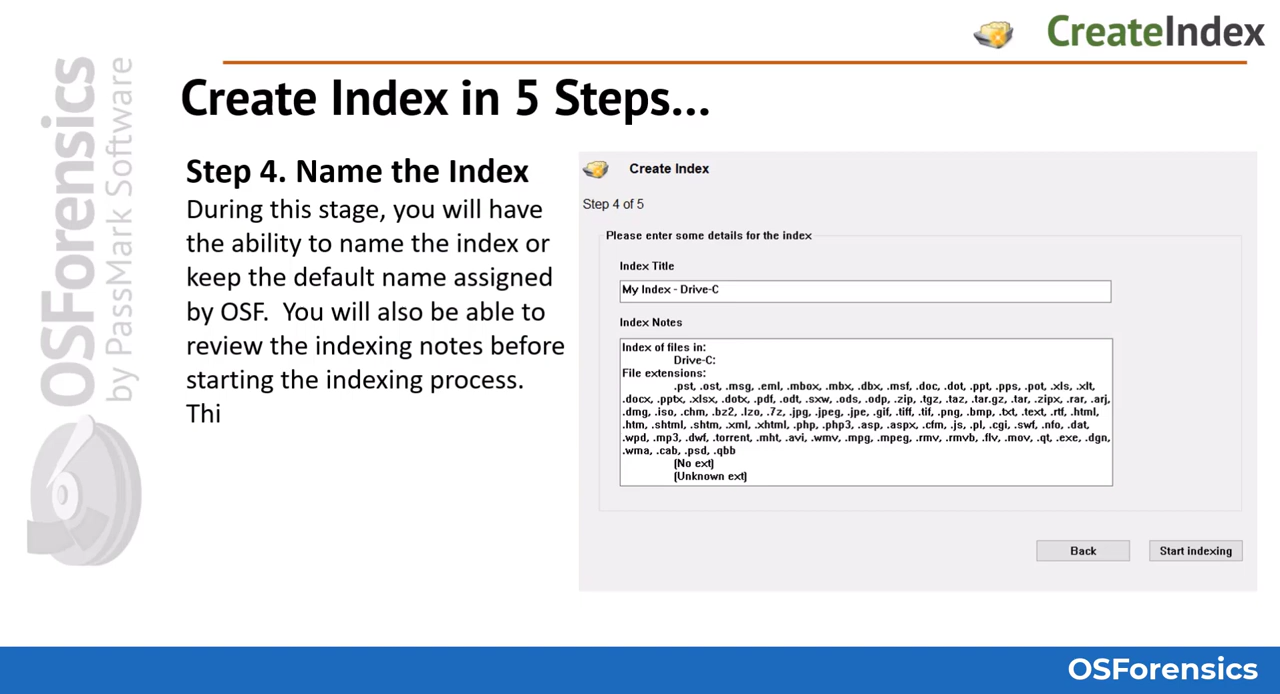 CreateIndex
OSForensics
by PassMark Software
Create Index in 5 Steps...
Step 4. Name the Index
During this stage, you will have
the ability to name the index or
keep the default name assigned
by OSF.  You will also be able to
review the indexing notes before
starting the indexing process.
Thi
Create Index
Step 4 of 5
Please enter some details for the index
Index Title
My Index - Drive-C
Index Notes
Index of files in:
Drive-C:
File extensions:
.pst, .ost, .msg, .eml, .mbox, .mbx, .dbx, .msf, .doc, .dot, .ppt, .pps, .pot, .xls, .xlt,
.docx, .pptx, .xlsx, .dotx, .pdf, .odt, .sxw, .ods, .odp, .zip, .tgz, .taz, .tar.gz, .tar, .zipx, .rar, .arj,
.dmg, .iso, .chm, .bz2, .lzo, .7z, .jpg, .jpeg, .jpe, .gif, .tiff, .tif, .png, .bmp, .txt, .text, .rtf, .html,
.htm, .shtml, .shtm, .xml, .xhtml, .php, .php3, .asp, .aspx, .cfm, .js, .pl, .cgi, .swf, .nfo, .dat,
.wpd, .mp3, .dwf, .torrent, .mht, .avi, .wmv, .mpg, .mpeg, .rmv, .rmvb, .flv, .mov, .qt, .exe, .dgn,
.wma, .cab, .psd, .qbb
(No ext)
(Unknown ext)
Back
Start indexing
OSForensics